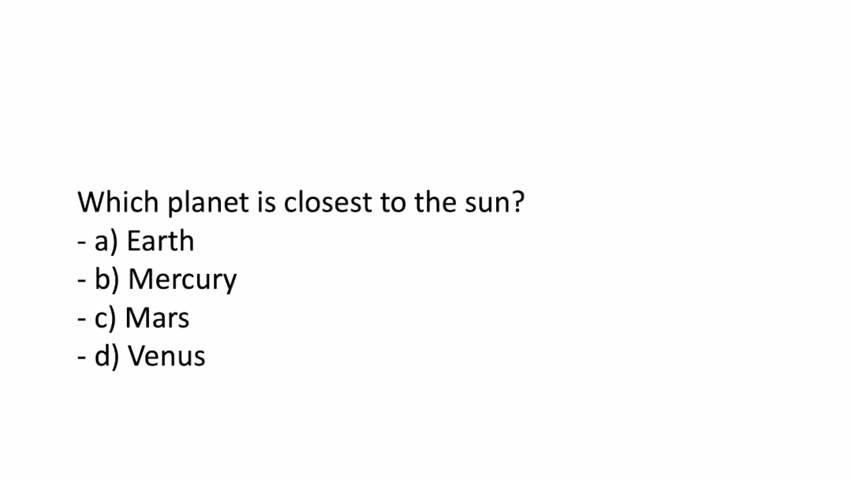 Which planet is closest to the sun?
- a) Earth
- b) Mercury
- c) Mars
- d) Venus